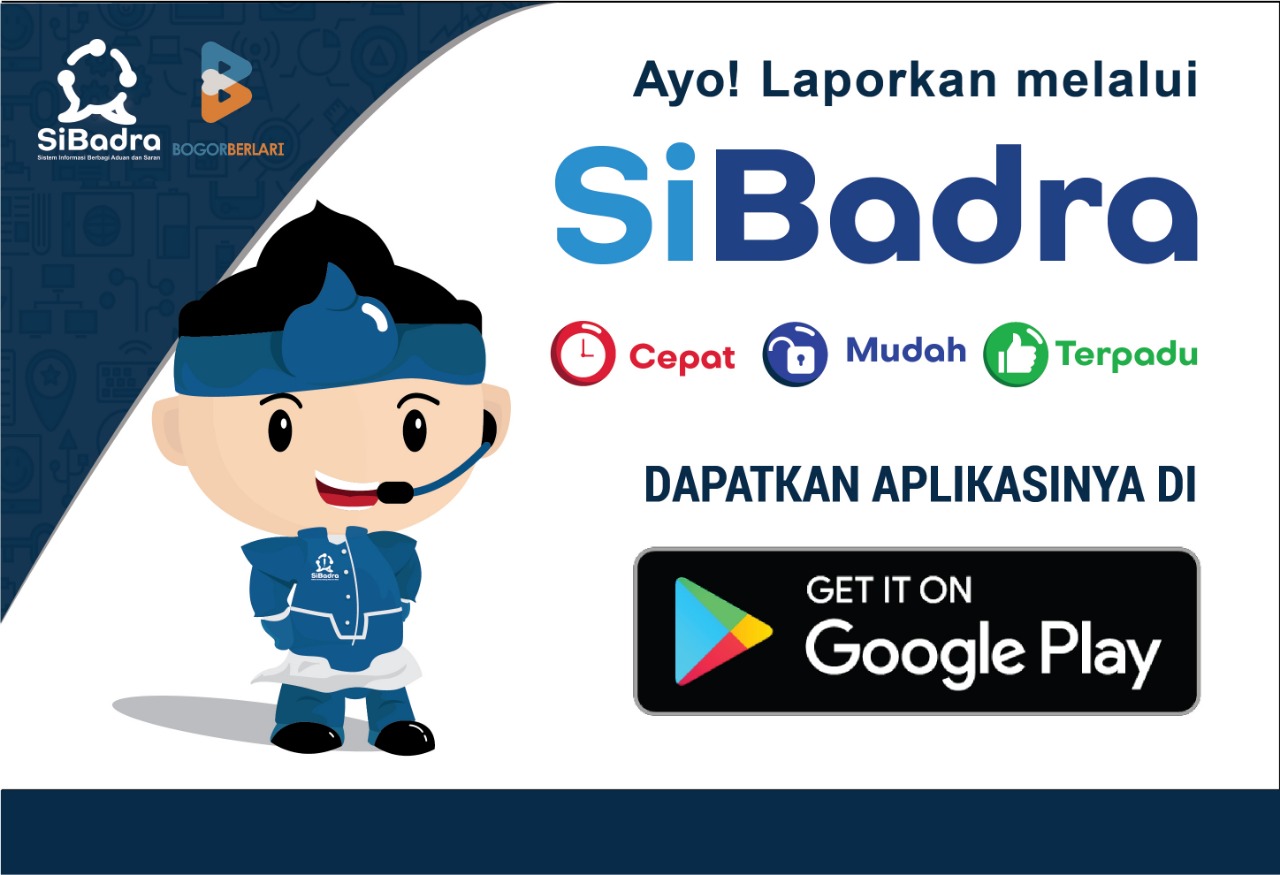 SiBadra
Sistem Informasi Berbagi Aduan dan Saran
BOGORBERLARI
Ayo! Laporkan melalui
SiBadra
Cepat
Mudah
Terpadu
DAPATKAN APLIKASINYA DI
GET IT ON
Google Play
SiBadra